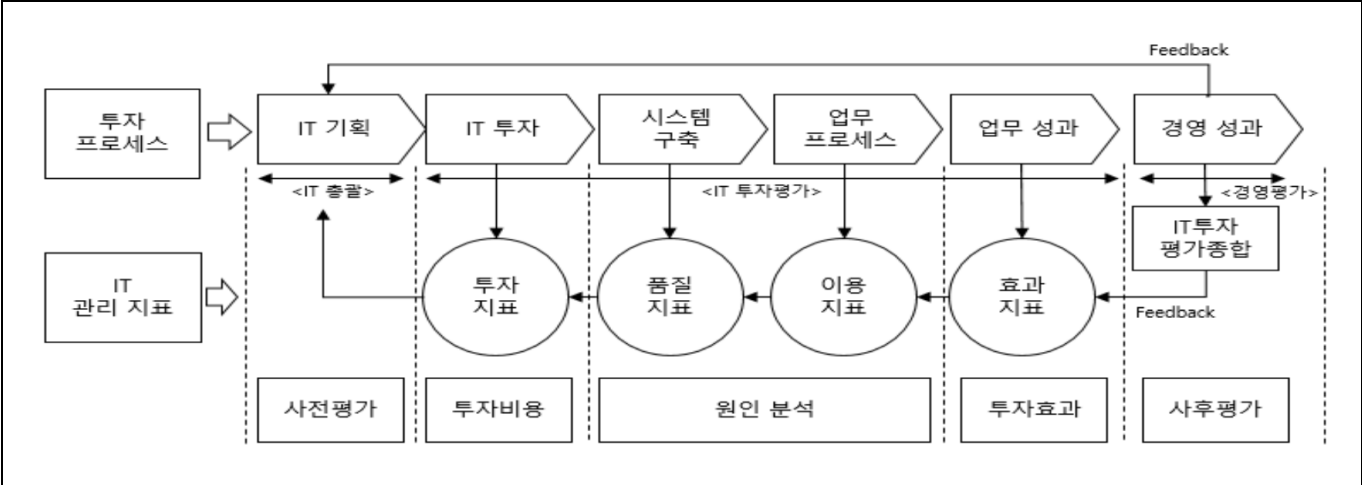 Feedback
투자
프로세스
IT 기획
IT 투자
시스템
구축
업무
프로세스
업무 성과
경영 성과
<IT 총괄>
<IT 투자평가>
<경영평가>
IT투자
평가종합
IT
관리 지표
투자
지표
품질
지표
이용
지표
효과
지표
Feedback
사전평가
투자비용
원인 분석
투자효과
사후평가